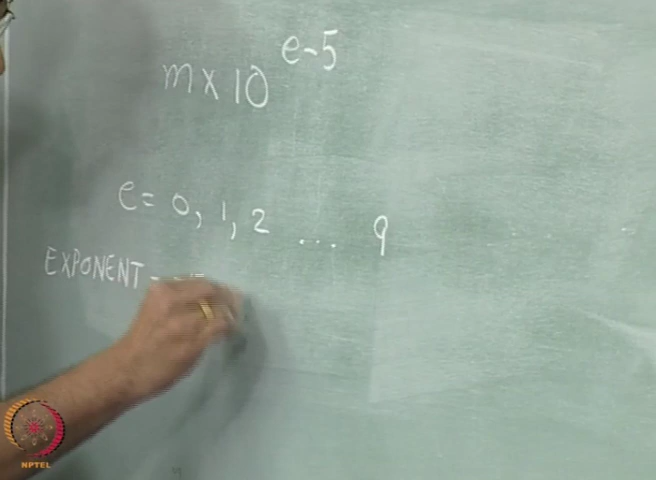 m x 10^{e-5}
e = 0, 1, 2 ... 9
EXPONENT -
NPTEL